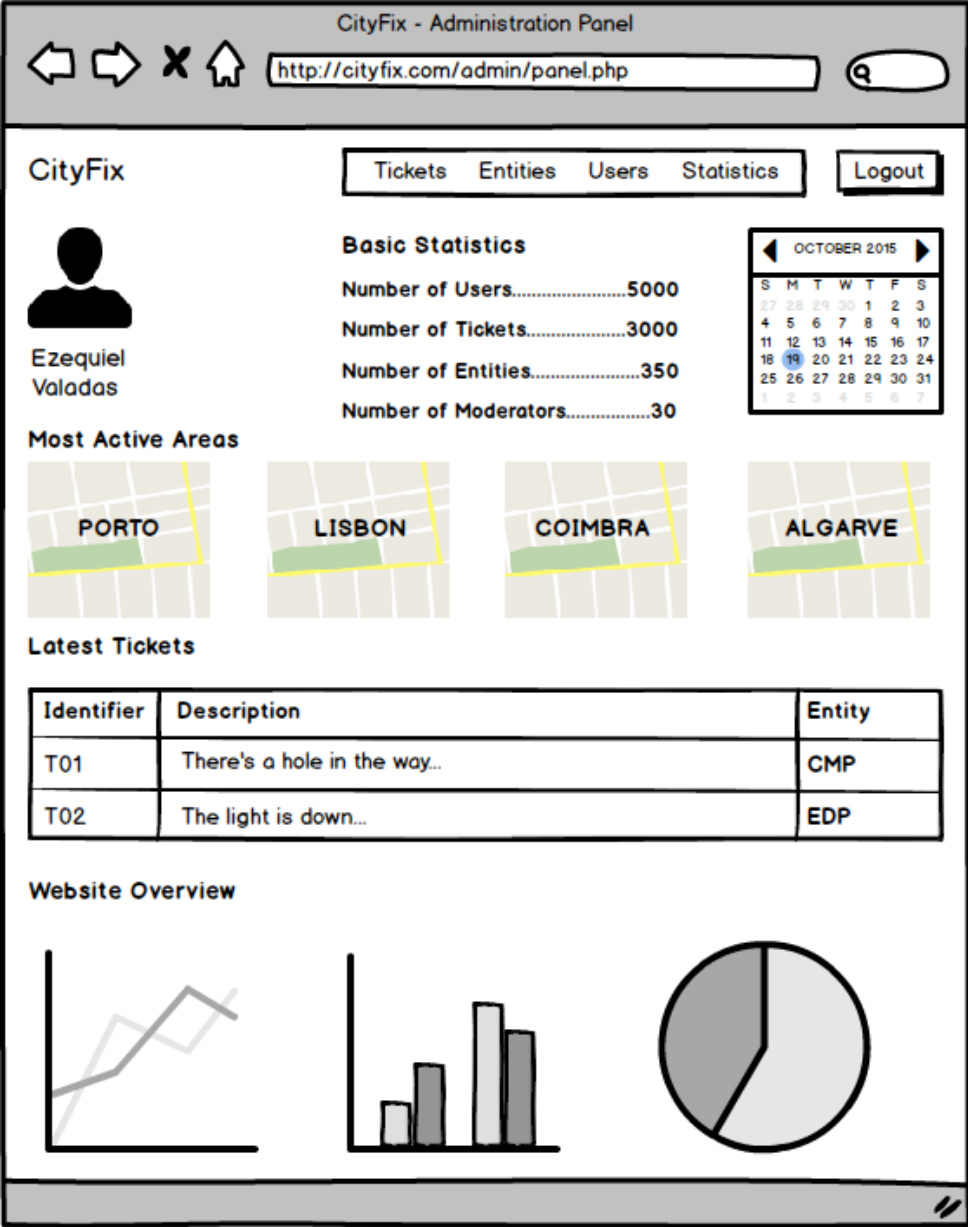 CityFix - Administration Panel
http://cityfix.com/admin/panel.php
CityFix
Tickets Entities Users Statistics
Logout
Ezequiel
Valadas
Basic Statistics
Number of Users.......................5000
Number of Tickets....................3000
Number of Entities......................350
Number of Moderators.................30
OCTOBER 2015
S M T W T F S
27 28 29 30 1 2 3
4 5 6 7 8 9 10
11 12 13 14 15 16 17
18 19 20 21 22 23 24
25 26 27 28 29 30 31
1 2 3 4 5 6 7
Most Active Areas
PORTO
LISBON
COIMBRA
ALGARVE
Latest Tickets
Identifier Description Entity
T01 There's a hole in the way... CMP
T02 The light is down... EDP
Website Overview